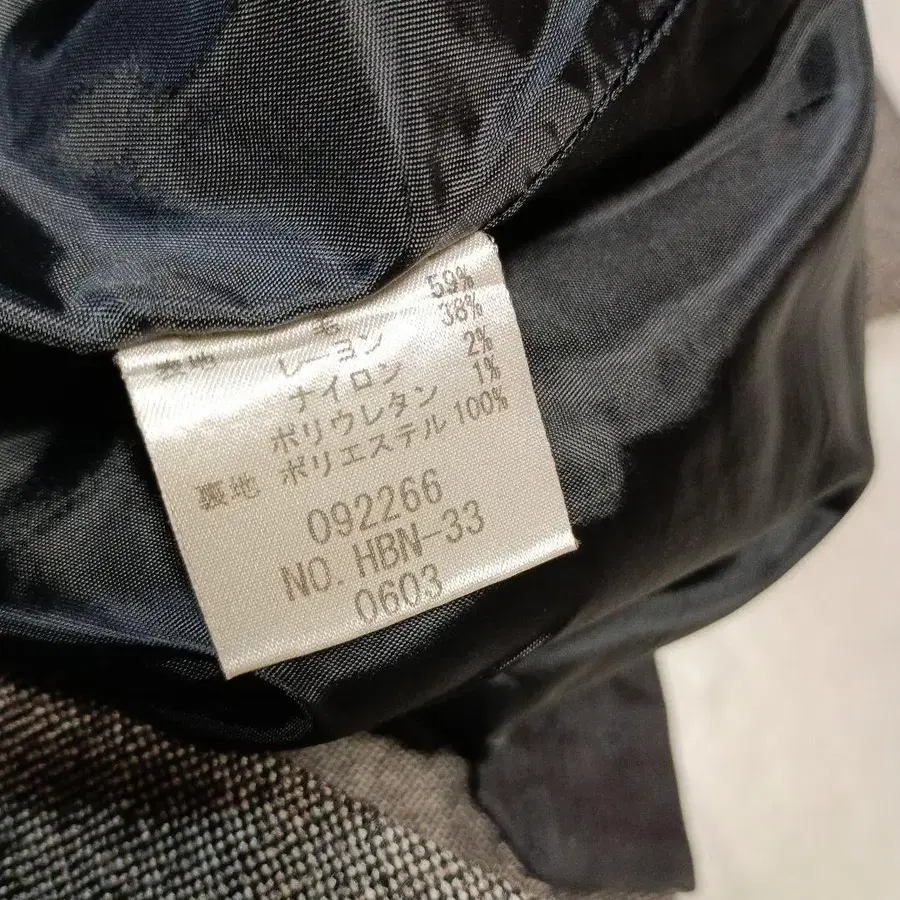 表地 毛 59%
レーヨン 38%
ナイロン 2%
ポリウレタン 1%
裏地 ポリエステル 100%
092266
NO. HBN-33
0603